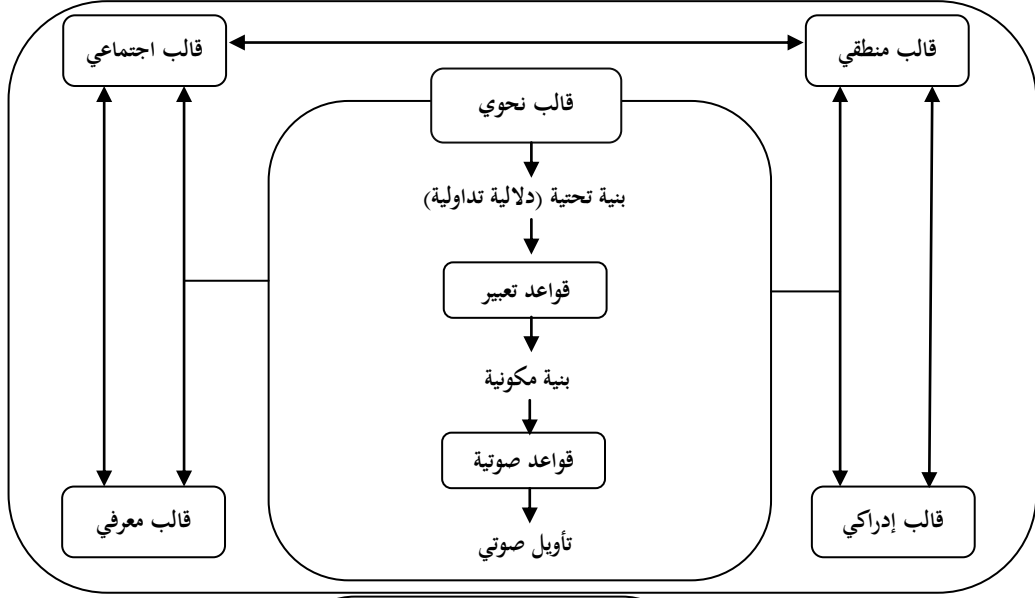 قالب منطقي
قالب اجتماعي
قالب نحوي
بنية تحتية (دلالية تداولية)
قواعد تعبير
بنية مكونية
قواعد صوتية
تأويل صوتي
قالب إدراكي
قالب معرفي